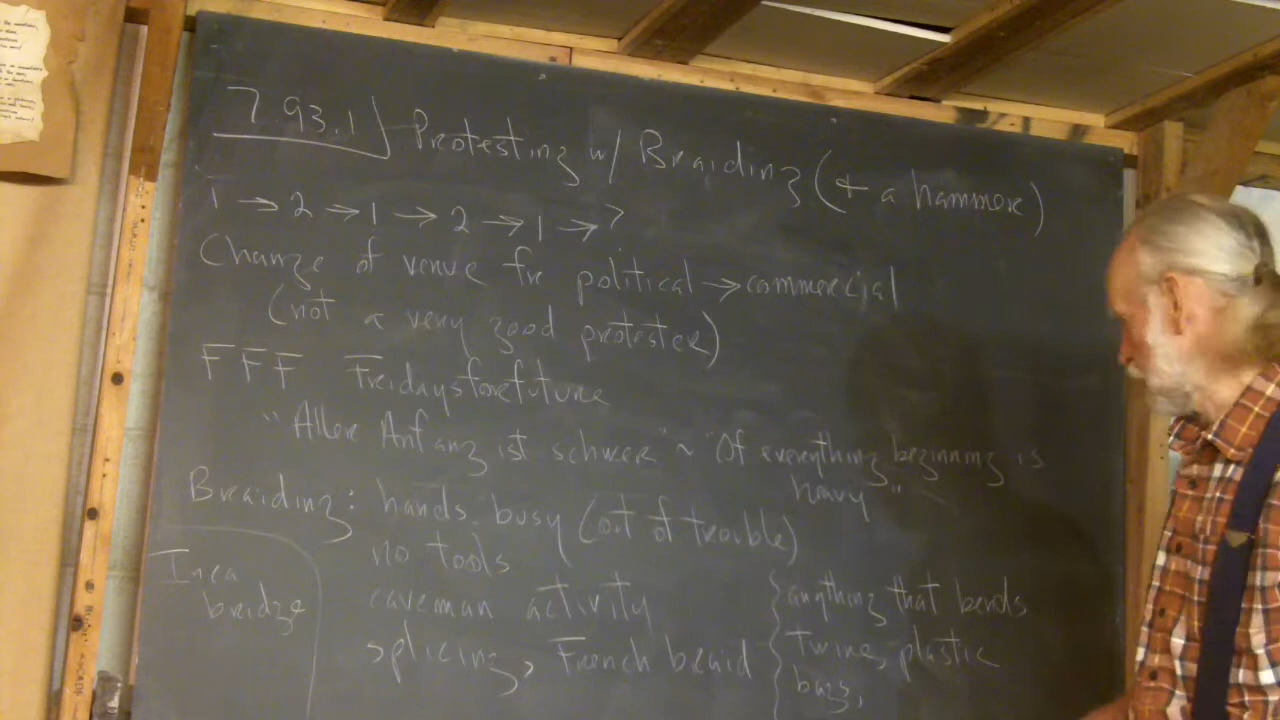 7.93.1) Protesting w/ Braiding (+ a hammer)
1 → 2 → 1 → 2 → 1 → ?
Change of venue fr political → commercial
(not a very good protester)
F F F Fridaysforfuture
"Aller Anfang ist schwer" ~ "Of everything beginning is
heavy"
Braiding: hands busy (out of trouble)
no tools
Inca
bridge
caveman activity
splicing, French braid
anything that bends
twine, plastic
bags,